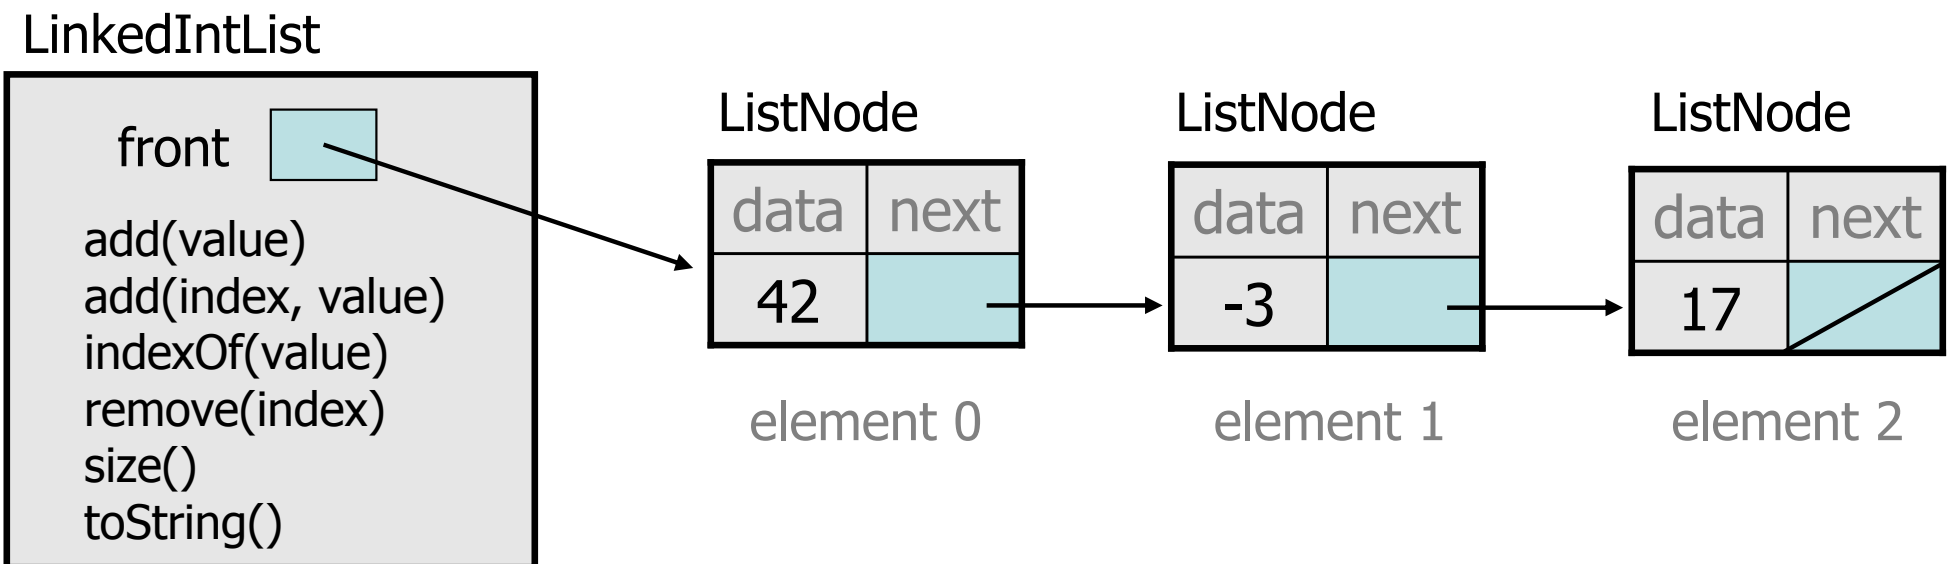 LinkedIntList
front
add(value)
add(index, value)
indexOf(value)
remove(index)
size()
toString()
ListNode
data next
42
element 0
ListNode
data next
-3
element 1
ListNode
data next
17
element 2